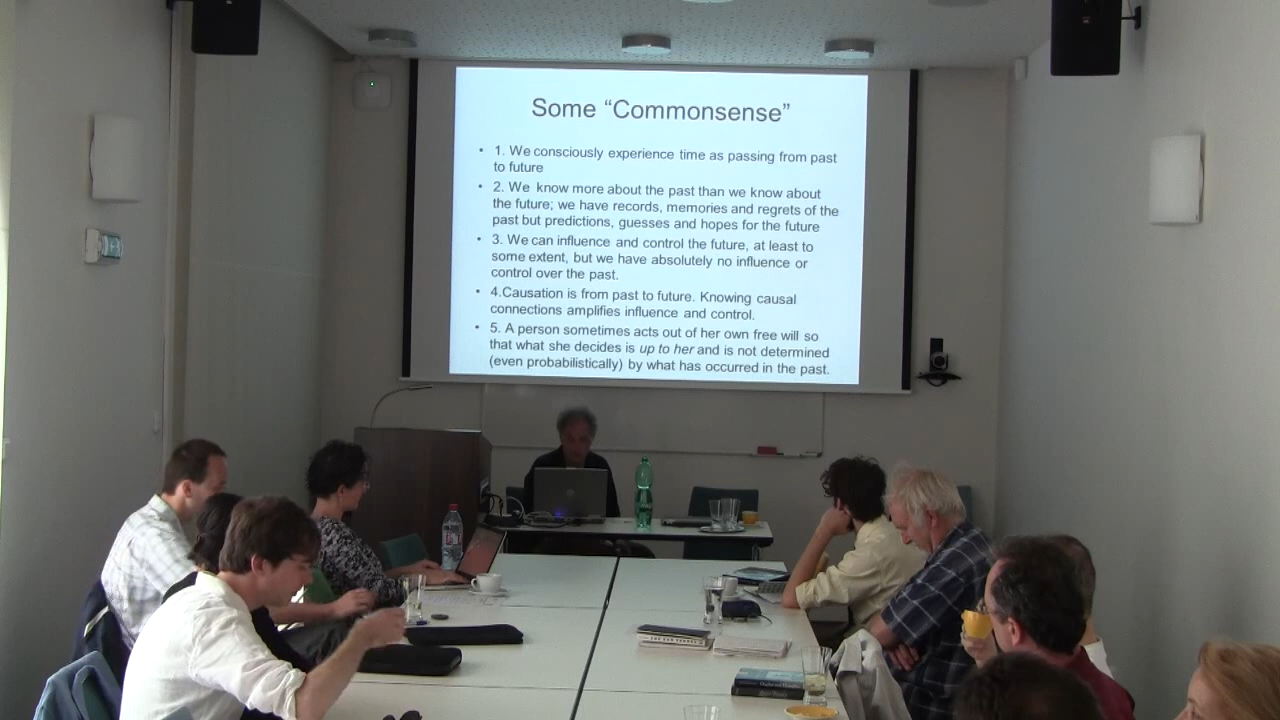 Some “Commonsense”
• 1. We consciously experience time as passing from past
to future
• 2. We know more about the past than we know about
the future; we have records, memories and regrets of the
past but predictions, guesses and hopes for the future
• 3. We can influence and control the future, at least to
some extent, but we have absolutely no influence or
control over the past.
• 4.Causation is from past to future. Knowing causal
connections amplifies influence and control.
• 5. A person sometimes acts out of her own free will so
that what she decides is up to her and is not determined
(even probabilistically) by what has occurred in the past.